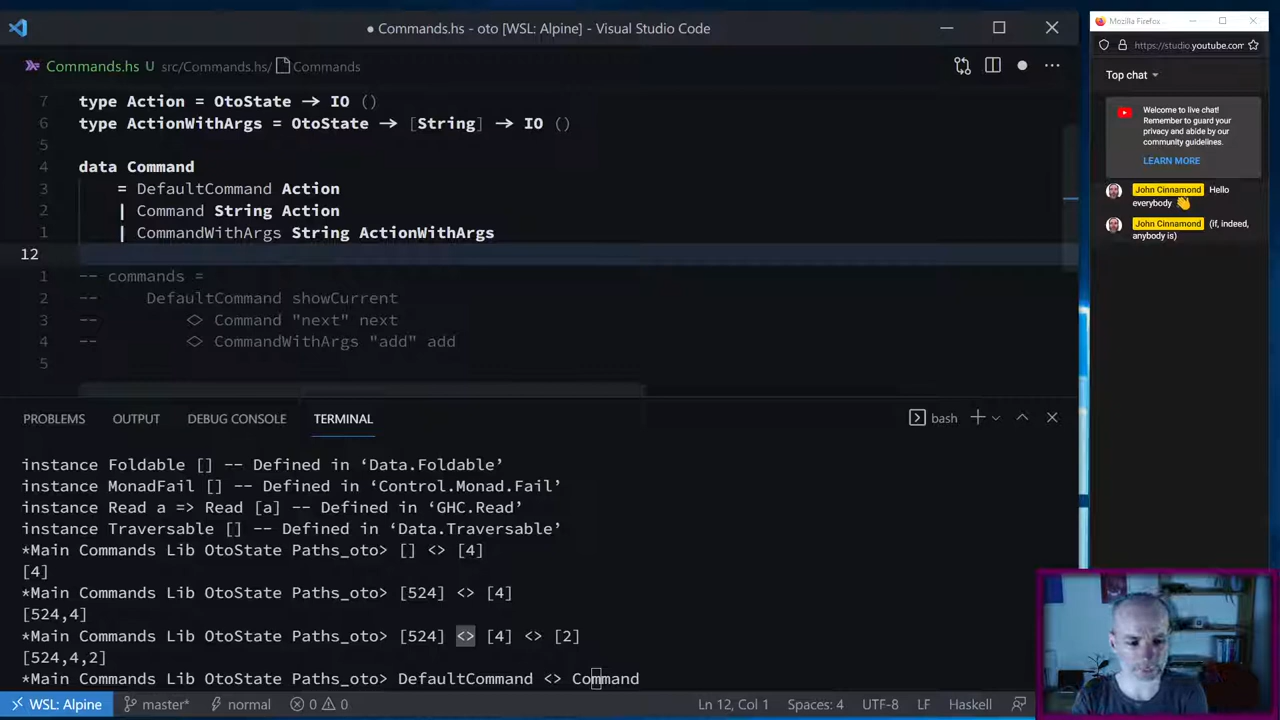 ● Commands.hs - oto [WSL: Alpine] - Visual Studio Code
Commands.hs U src/Commands.hs/ Commands
7 type Action = OtoState → IO ()
6 type ActionWithArgs = OtoState → [String] → IO ()
5
4 data Command
3 = DefaultCommand Action
2 | Command String Action
1 | CommandWithArgs String ActionWithArgs
12
1 -- commands =
2 -- DefaultCommand showCurrent
3 -- <> Command "next" next
4 -- <> CommandWithArgs "add" add
5
PROBLEMS OUTPUT DEBUG CONSOLE TERMINAL bash
instance Foldable [] -- Defined in ‘Data.Foldable’
instance MonadFail [] -- Defined in ‘Control.Monad.Fail’
instance Read a => Read [a] -- Defined in ‘GHC.Read’
instance Traversable [] -- Defined in ‘Data.Traversable’
*Main Commands Lib OtoState Paths_oto> [] <> [4]
[4]
*Main Commands Lib OtoState Paths_oto> [524] <> [4]
[524,4]
*Main Commands Lib OtoState Paths_oto> [524] <> [4] <> [2]
[524,4,2]
*Main Commands Lib OtoState Paths_oto> DefaultCommand <> Command
WSL: Alpine master* normal 0 0 Ln 12, Col 1 Spaces: 4 UTF-8 LF Haskell
Mozilla Firefox
https://studio.youtube.com
Top chat
Welcome to live chat!
Remember to guard your
privacy and abide by our
community guidelines.
LEARN MORE
John Cinnamond Hello
everybody 👋
John Cinnamond (if, indeed,
anybody is)